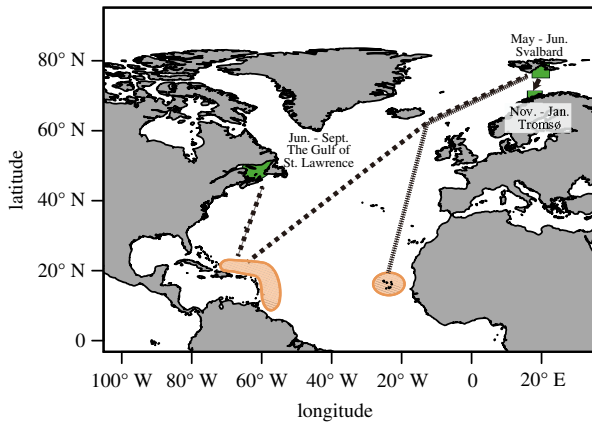 May - Jun.
Svalbard
80° N
Nov. - Jan.
Tromsø
60° N
Jun. - Sept.
The Gulf of
St. Lawrence
latitude
40° N
20° N
0
100° W 80° W 60° W 40° W 20° W 0 20° E
longitude